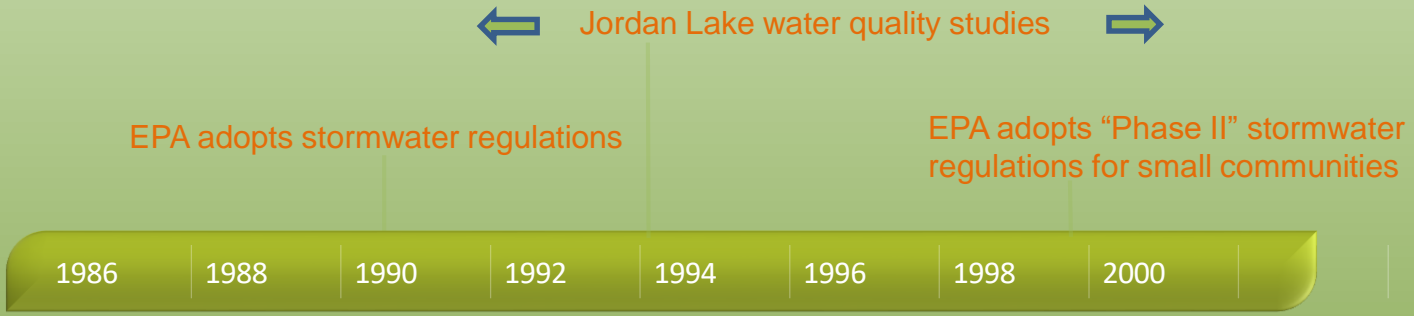 Jordan Lake water quality studies
EPA adopts stormwater regulations
EPA adopts “Phase II” stormwater
regulations for small communities
1986 1988 1990 1992 1994 1996 1998 2000